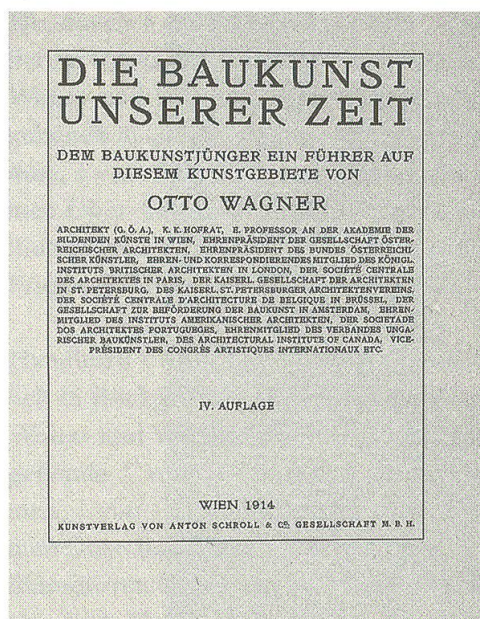 DIE BAUKUNST
UNSERER ZEIT
DEM BAUKUNSTJÜNGER EIN FÜHRER AUF
DIESEM KUNSTGEBIETE VON
OTTO WAGNER
ARCHITEKT (G. Ö. A.), K. K. HOFRAT, E. PROFESSOR AN DER AKADEMIE DER
BILDENDEN KÜNSTE IN WIEN, EHRENPRÄSIDENT DER GESELLSCHAFT ÖSTER-
REICHISCHER ARCHITEKTEN, EHRENPRÄSIDENT DES BUNDES ÖSTERREICHI-
SCHER KÜNSTLER, EHREN- UND KORRESPONDIERENDES MITGLIED DES KÖNIGL.
INSTITUTS BRITISCHER ARCHITEKTEN IN LONDON, DER SOCIÉTÉ CENTRALE
DES ARCHITEKTES IN PARIS, DER KAISERL. GESELLSCHAFT DER ARCHITEKTEN
IN ST. PETERSBURG, DES KAISERL. ST. PETERSBURGER ARCHITEKTENVEREINS,
DER SOCIÉTÉ CENTRALE D'ARCHITECTURE DE BELGIQUE IN BRÜSSEL, DER
GESELLSCHAFT ZUR BEFÖRDERUNG DER BAUKUNST IN AMSTERDAM, EHREN-
MITGLIED DES INSTITUTS AMERIKANISCHER ARCHITEKTEN, DER SOCIETADE
DOS ARCHITECTES PORTUGUEGES, EHRENMITGLIED DES VERBANDES UNGA-
RISCHER BAUKÜNSTLER, DES ARCHITECTURAL INSTITUTE OF CANADA, VICE-
PRÉSIDENT DES CONGRÈS ARTISTIQUES INTERNATIONAUX ETC.
IV. AUFLAGE
WIEN 1914
KUNSTVERLAG VON ANTON SCHROLL & Co. GESELLSCHAFT M. B. H.